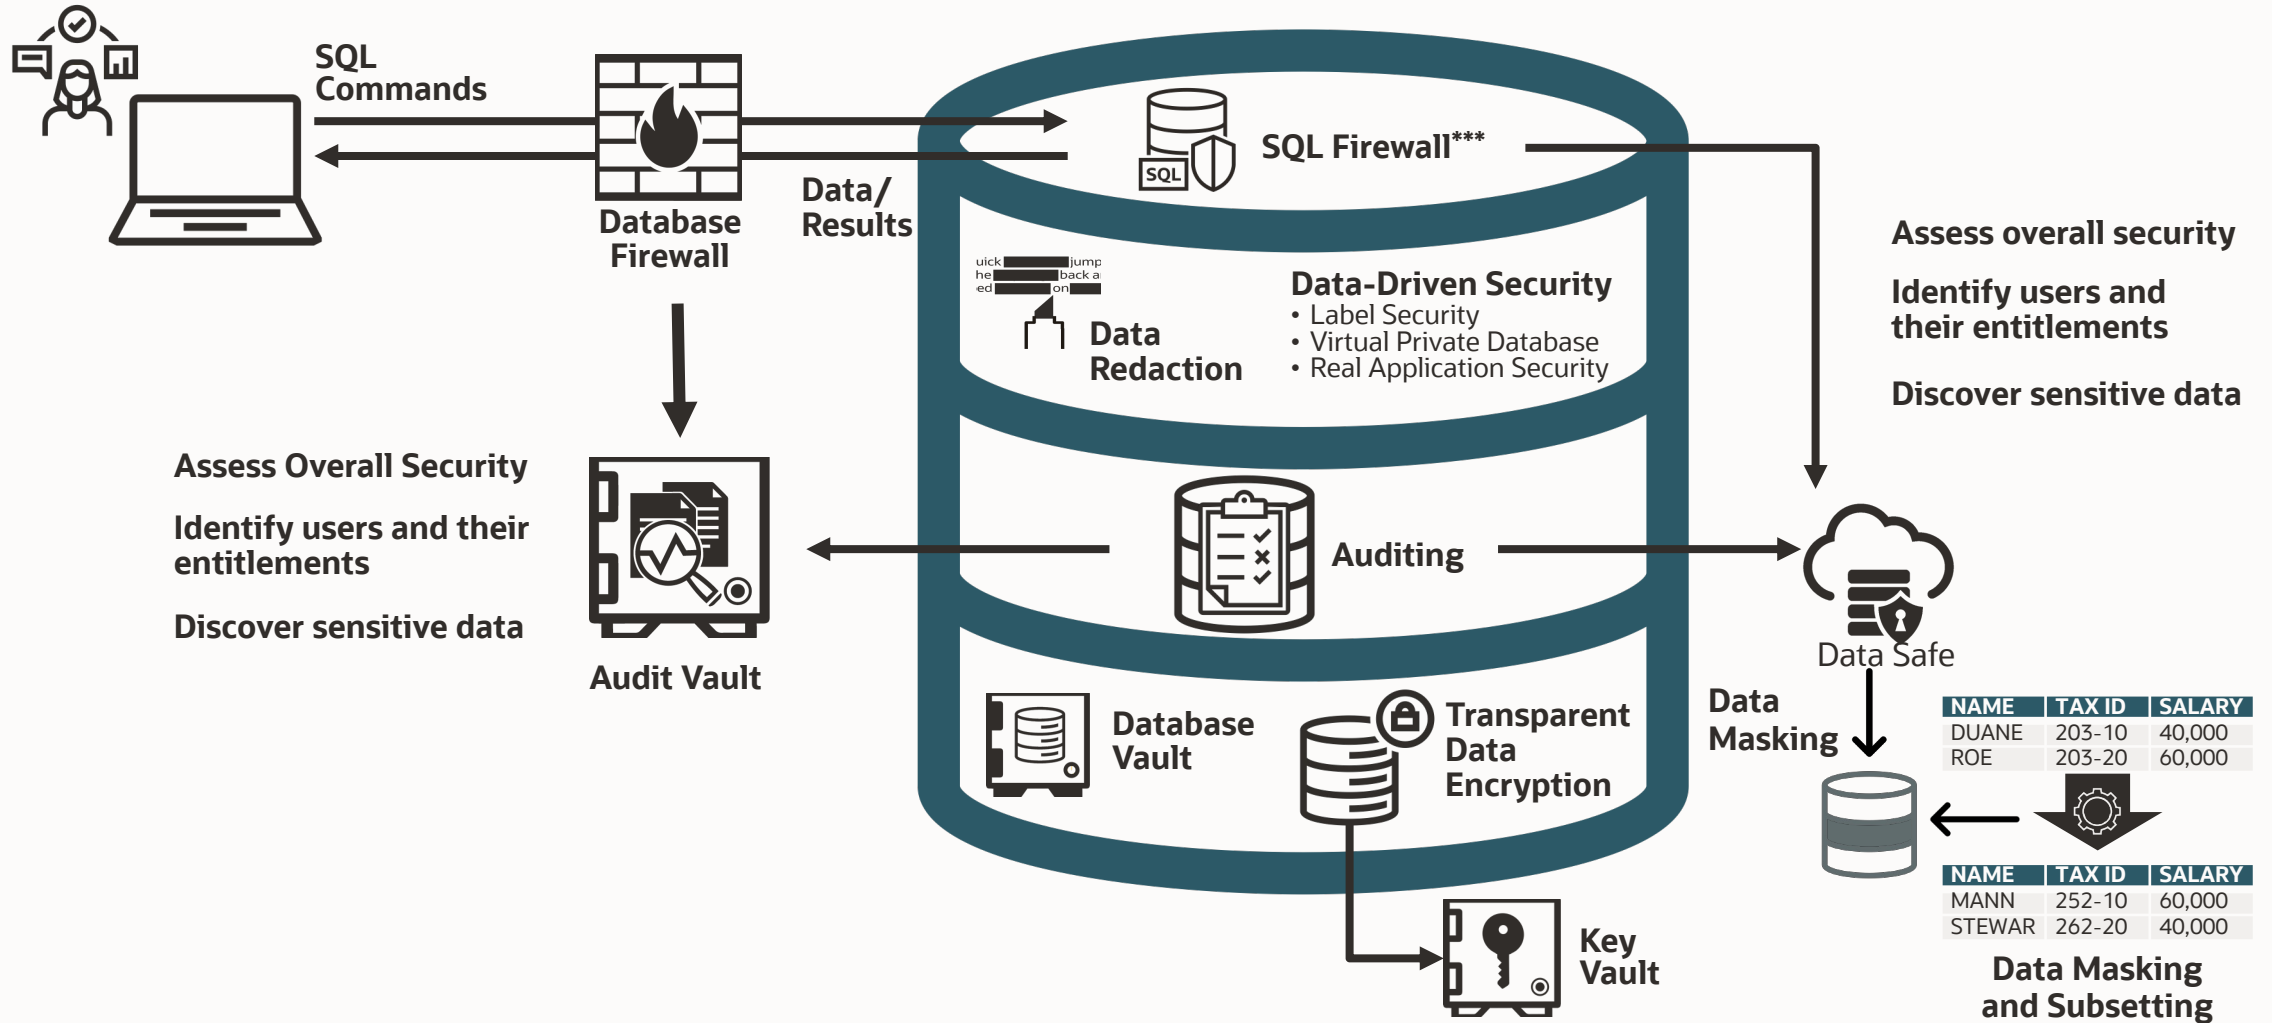 SQL
Commands
Database
Firewall
Data/
Results
SQL
SQL Firewall***
uick jump
he back a
ed on
Data
Redaction
Data-Driven Security
• Label Security
• Virtual Private Database
• Real Application Security
Assess overall security
Identify users and
their entitlements
Discover sensitive data
Assess Overall Security
Identify users and their
entitlements
Discover sensitive data
Audit Vault
Auditing
Data Safe
Database
Vault
Transparent
Data
Encryption
Data
Masking
NAME TAX ID SALARY
DUANE 203-10 40,000
ROE 203-20 60,000
NAME TAX ID SALARY
MANN 252-10 60,000
STEWAR 262-20 40,000
Key
Vault
Data Masking
and Subsetting